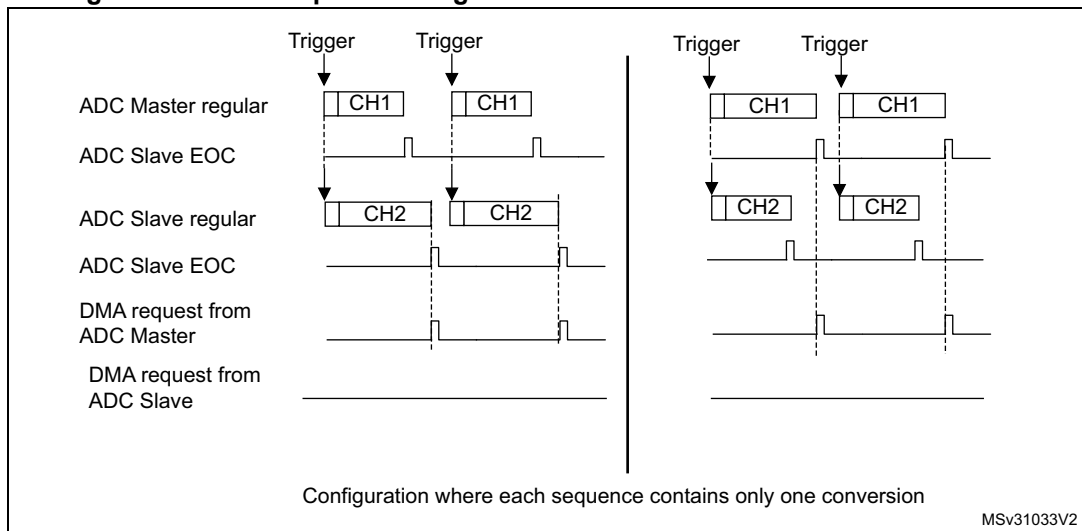 Trigger Trigger Trigger Trigger
ADC Master regular CH1 CH1 CH1 CH1
ADC Slave EOC
ADC Slave regular CH2 CH2 CH2 CH2
ADC Slave EOC
DMA request from
ADC Master
DMA request from
ADC Slave
Configuration where each sequence contains only one conversion
MSv31033V2